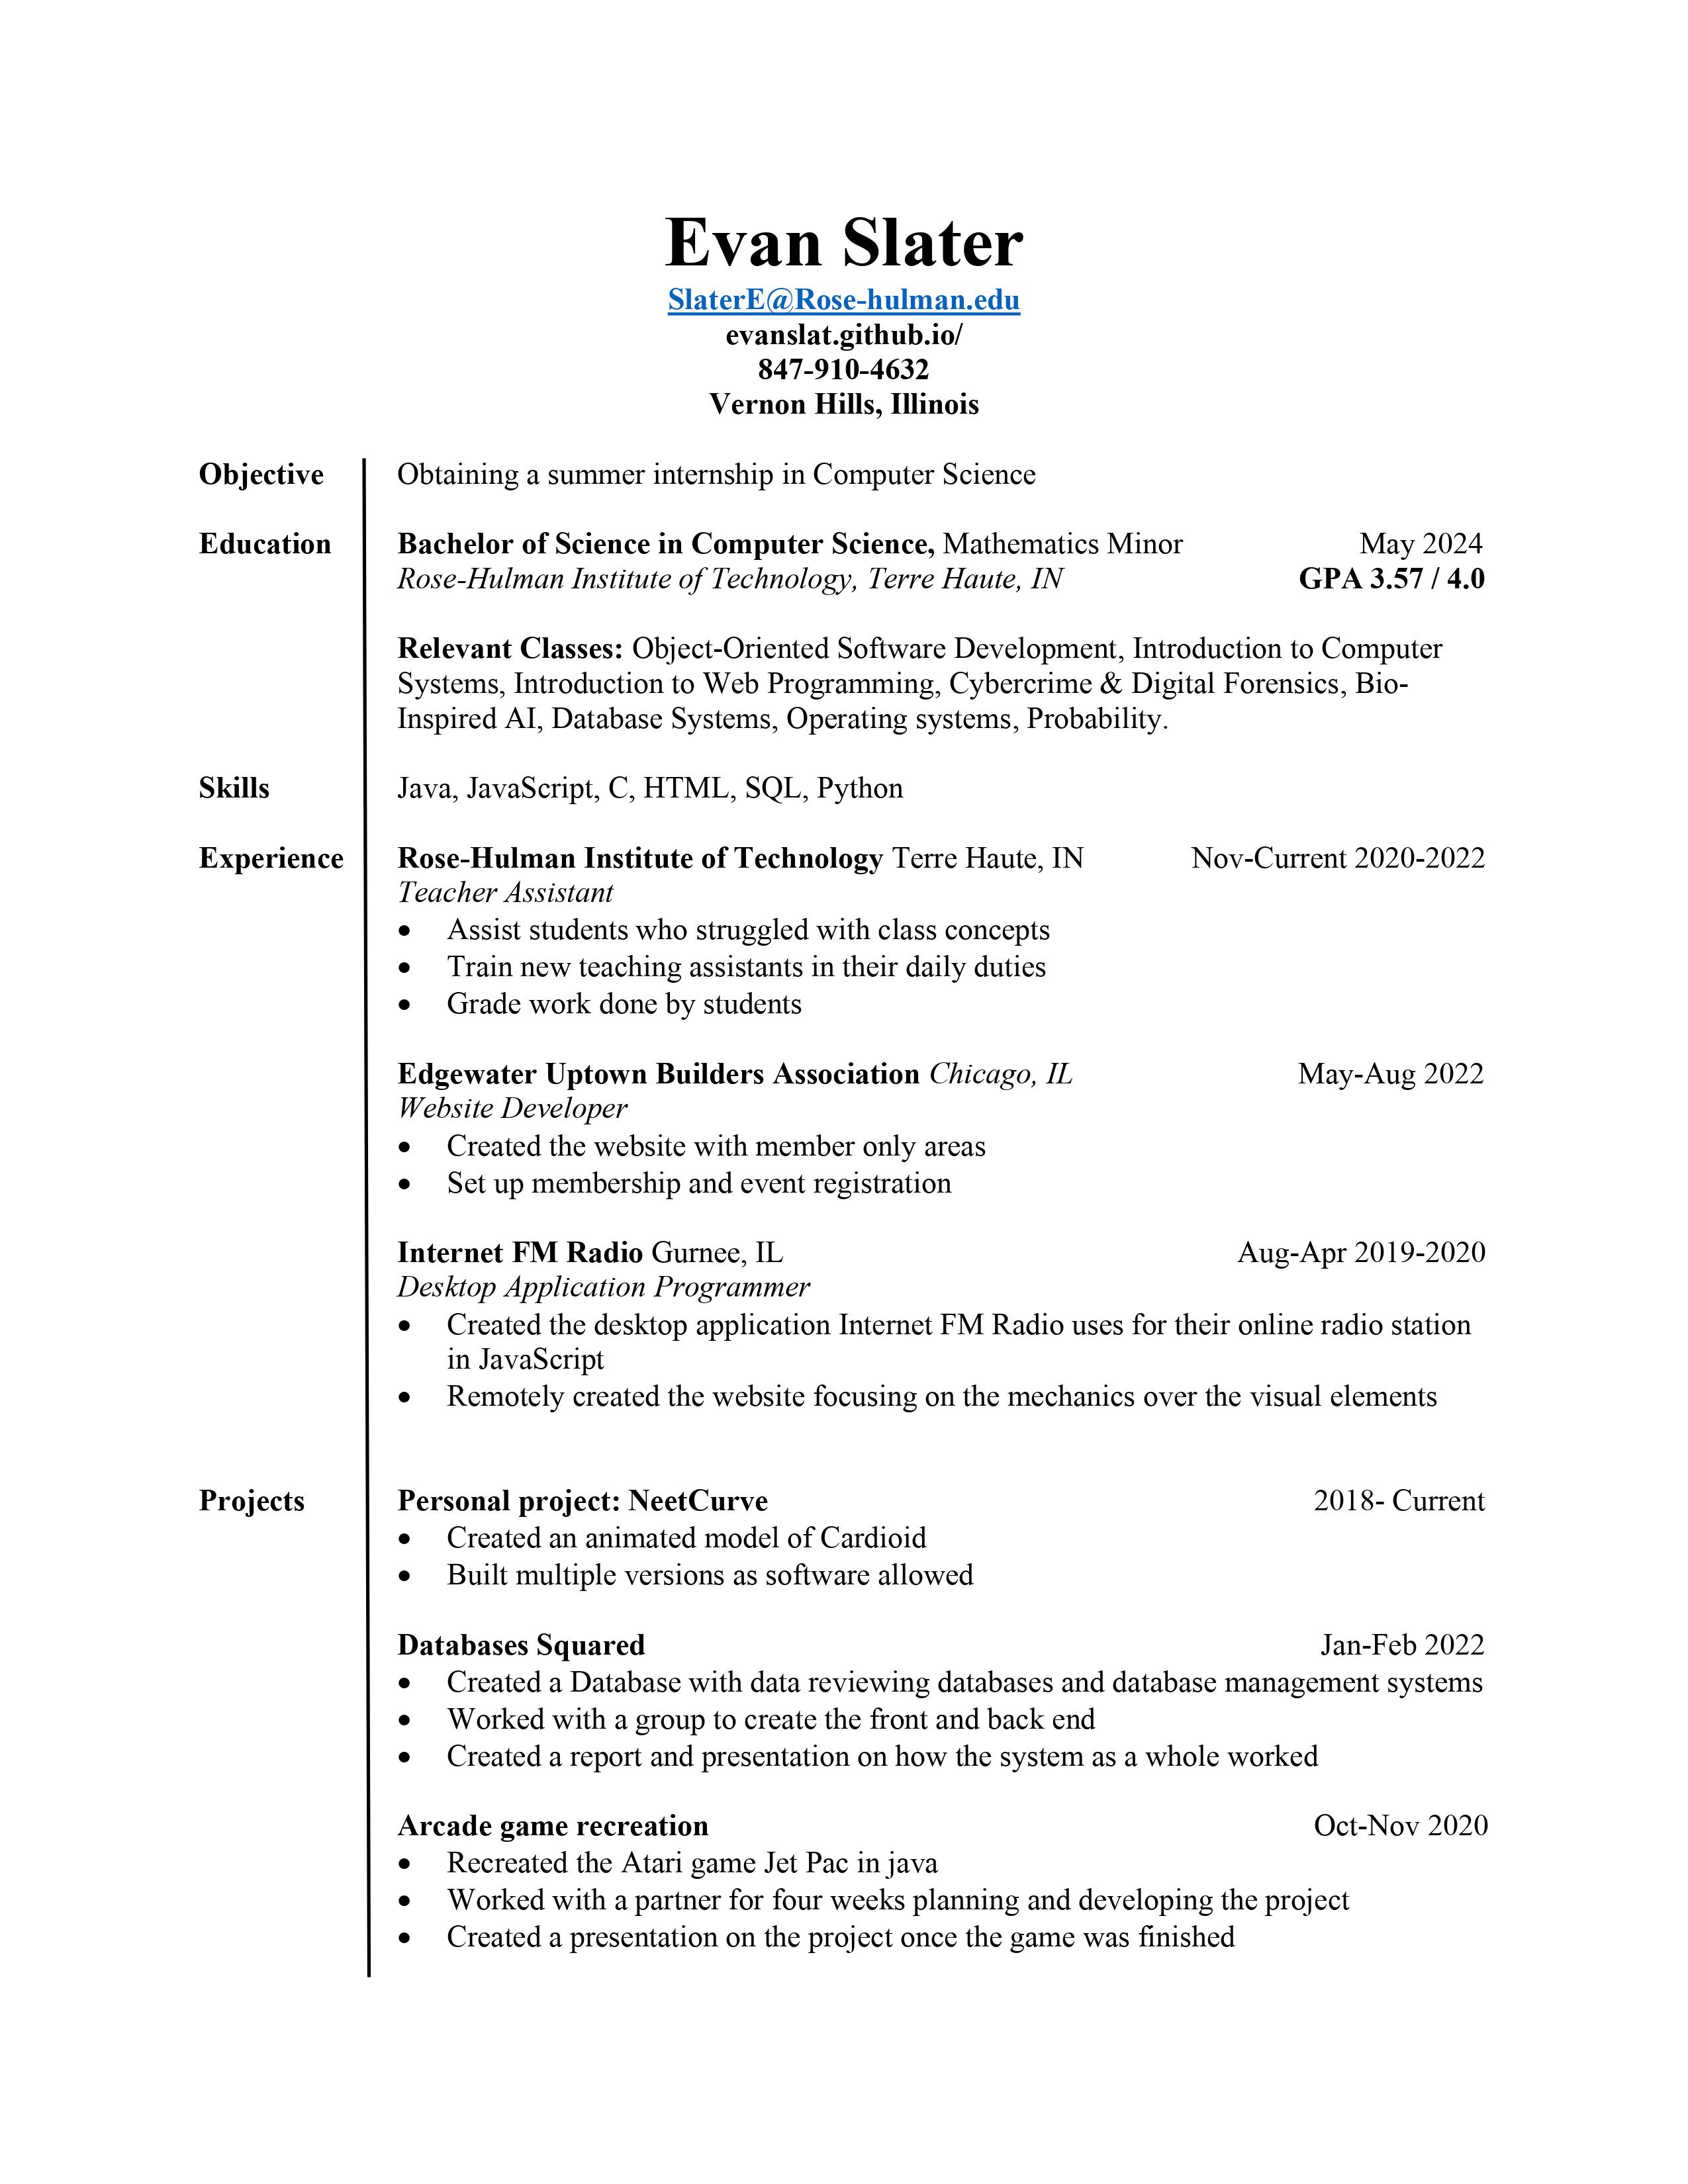 Evan Slater
SlaterE@Rose-hulman.edu
evanslat.github.io/
847-910-4632
Vernon Hills, Illinois
Objective Obtaining a summer internship in Computer Science
Education Bachelor of Science in Computer Science, Mathematics Minor May 2024
Rose-Hulman Institute of Technology, Terre Haute, IN GPA 3.57 / 4.0
Relevant Classes: Object-Oriented Software Development, Introduction to Computer
Systems, Introduction to Web Programming, Cybercrime & Digital Forensics, Bio-
Inspired AI, Database Systems, Operating systems, Probability.
Skills Java, JavaScript, C, HTML, SQL, Python
Experience Rose-Hulman Institute of Technology Terre Haute, IN Nov-Current 2020-2022
Teacher Assistant
• Assist students who struggled with class concepts
• Train new teaching assistants in their daily duties
• Grade work done by students
Edgewater Uptown Builders Association Chicago, IL May-Aug 2022
Website Developer
• Created the website with member only areas
• Set up membership and event registration
Internet FM Radio Gurnee, IL Aug-Apr 2019-2020
Desktop Application Programmer
• Created the desktop application Internet FM Radio uses for their online radio station
in JavaScript
• Remotely created the website focusing on the mechanics over the visual elements
Projects Personal project: NeetCurve 2018- Current
• Created an animated model of Cardioid
• Built multiple versions as software allowed
Databases Squared Jan-Feb 2022
• Created a Database with data reviewing databases and database management systems
• Worked with a group to create the front and back end
• Created a report and presentation on how the system as a whole worked
Arcade game recreation Oct-Nov 2020
• Recreated the Atari game Jet Pac in java
• Worked with a partner for four weeks planning and developing the project
• Created a presentation on the project once the game was finished